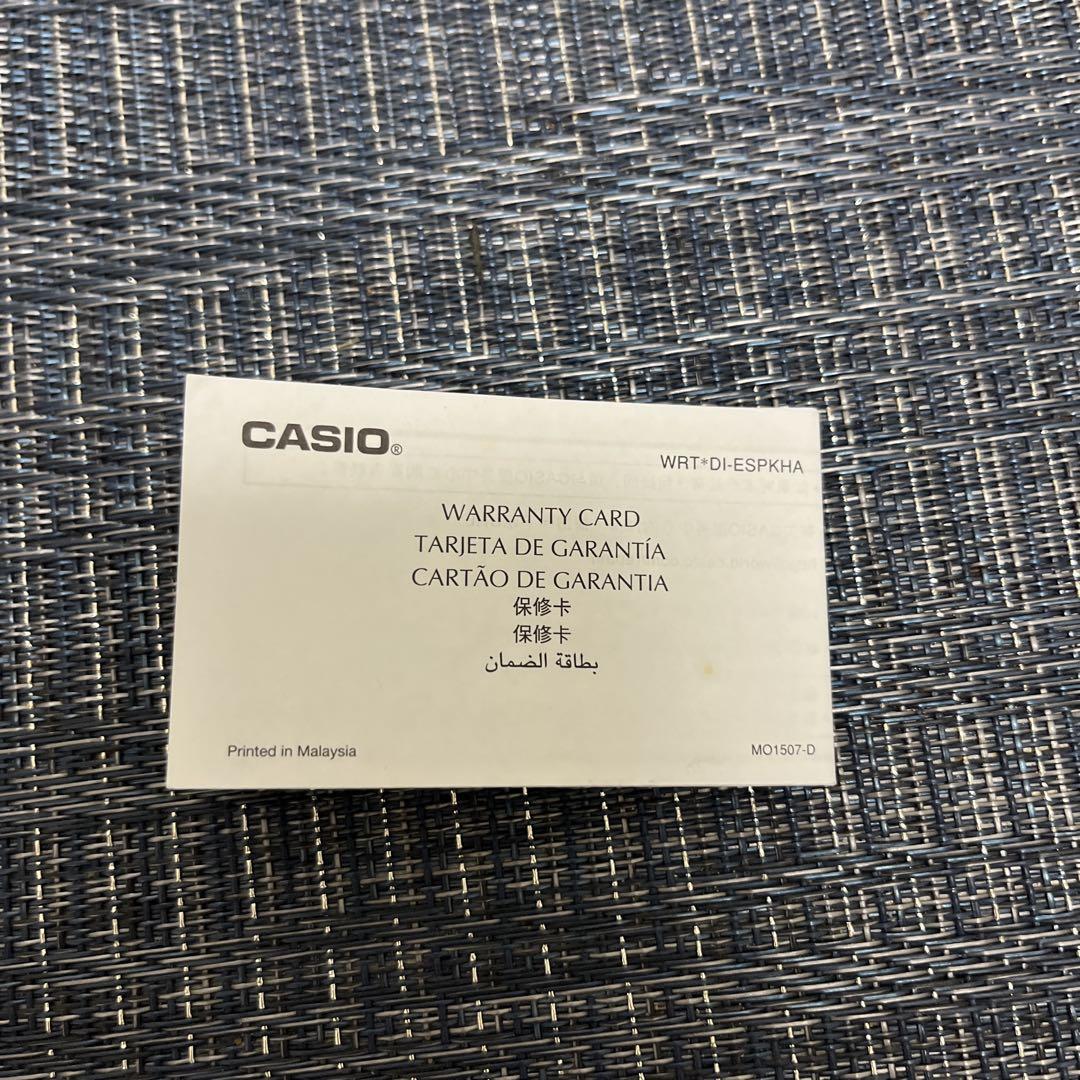 CASIO®
WRT*DI-ESPKHA
WARRANTY CARD
TARJETA DE GARANTÍA
CARTÃO DE GARANTIA
保修卡
保修卡
بطاقة الضمان
Printed in Malaysia
MO1507-D